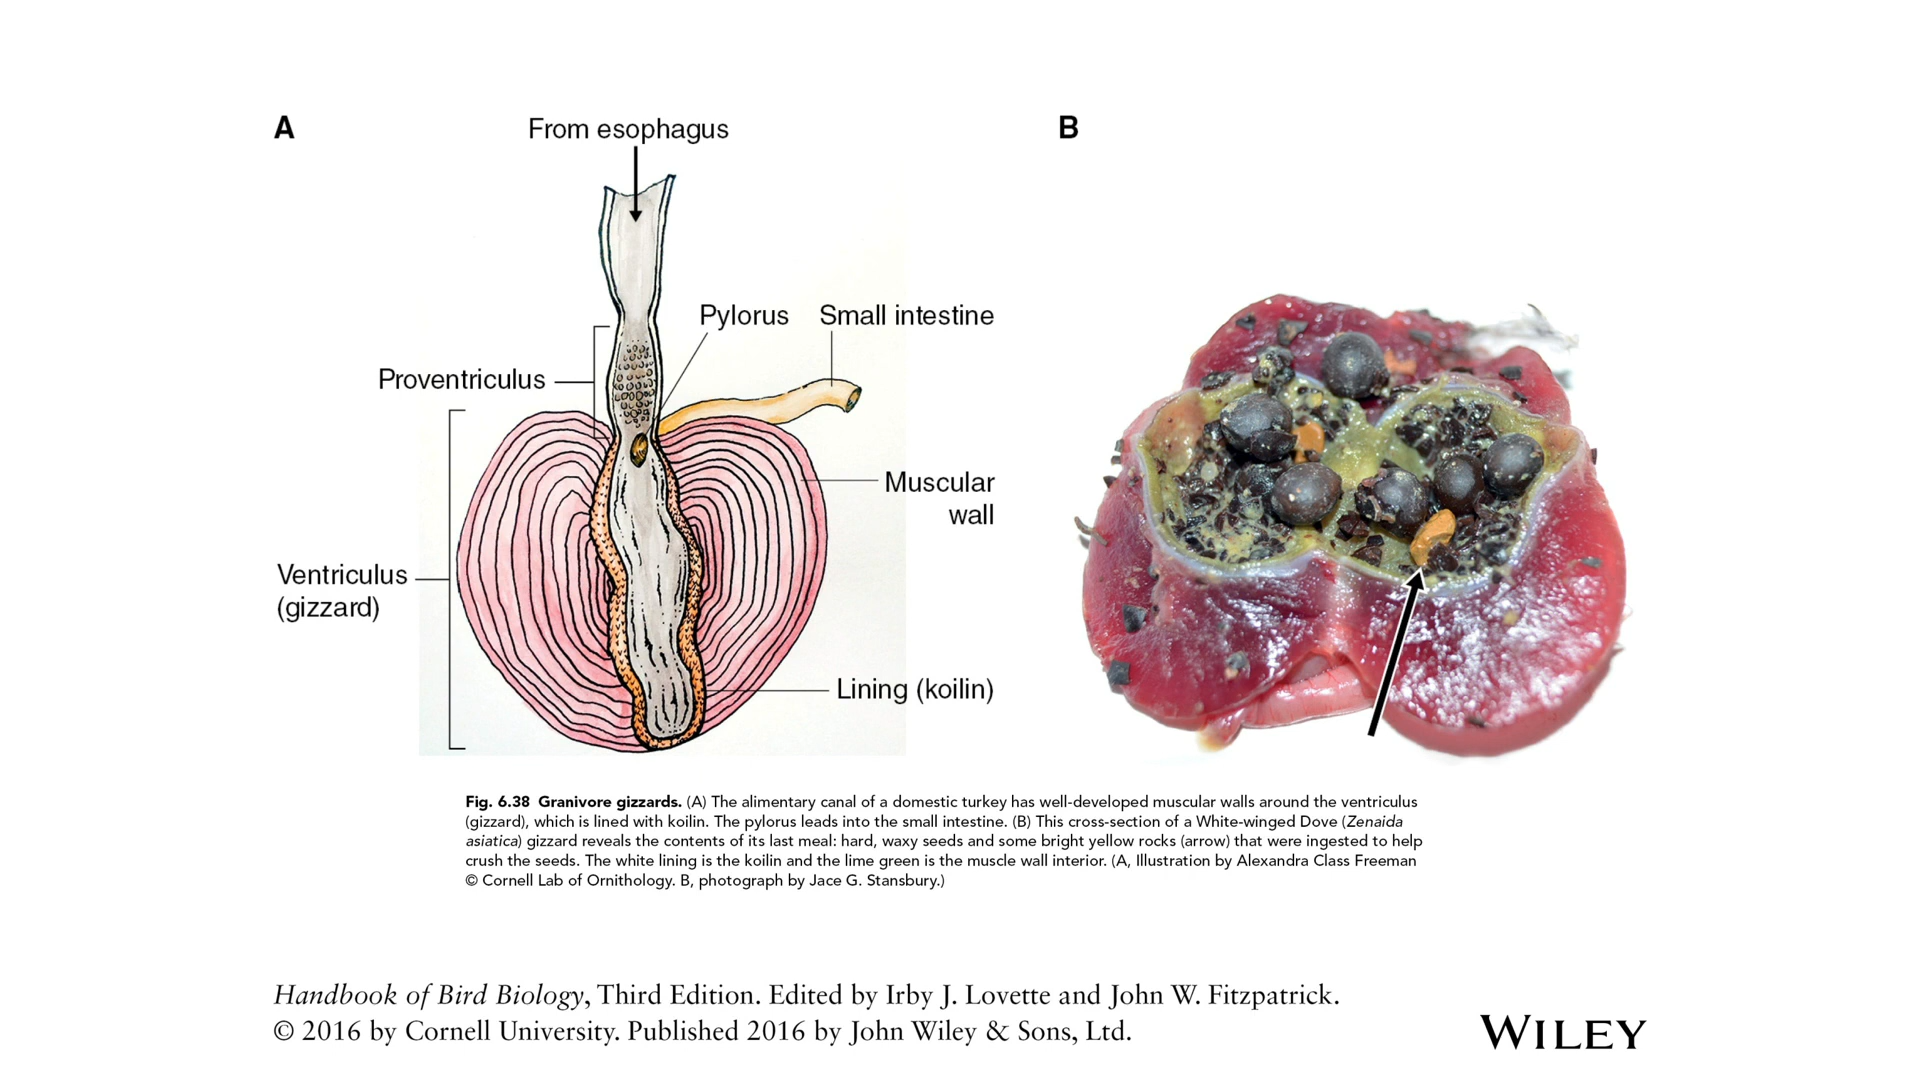 A
From esophagus
B
Pylorus
Small intestine
Proventriculus
Muscular
wall
Ventriculus
(gizzard)
Lining (koilin)
Fig. 6.38 Granivore gizzards. (A) The alimentary canal of a domestic turkey has well-developed muscular walls around the ventriculus
(gizzard), which is lined with koilin. The pylorus leads into the small intestine. (B) This cross-section of a White-winged Dove (Zenaida
asiatica) gizzard reveals the contents of its last meal: hard, waxy seeds and some bright yellow rocks (arrow) that were ingested to help
crush the seeds. The white lining is the koilin and the lime green is the muscle wall interior. (A, Illustration by Alexandra Class Freeman
© Cornell Lab of Ornithology. B, photograph by Jace G. Stansbury.)
Handbook of Bird Biology, Third Edition. Edited by Irby J. Lovette and John W. Fitzpatrick.
© 2016 by Cornell University. Published 2016 by John Wiley & Sons, Ltd.
WILEY